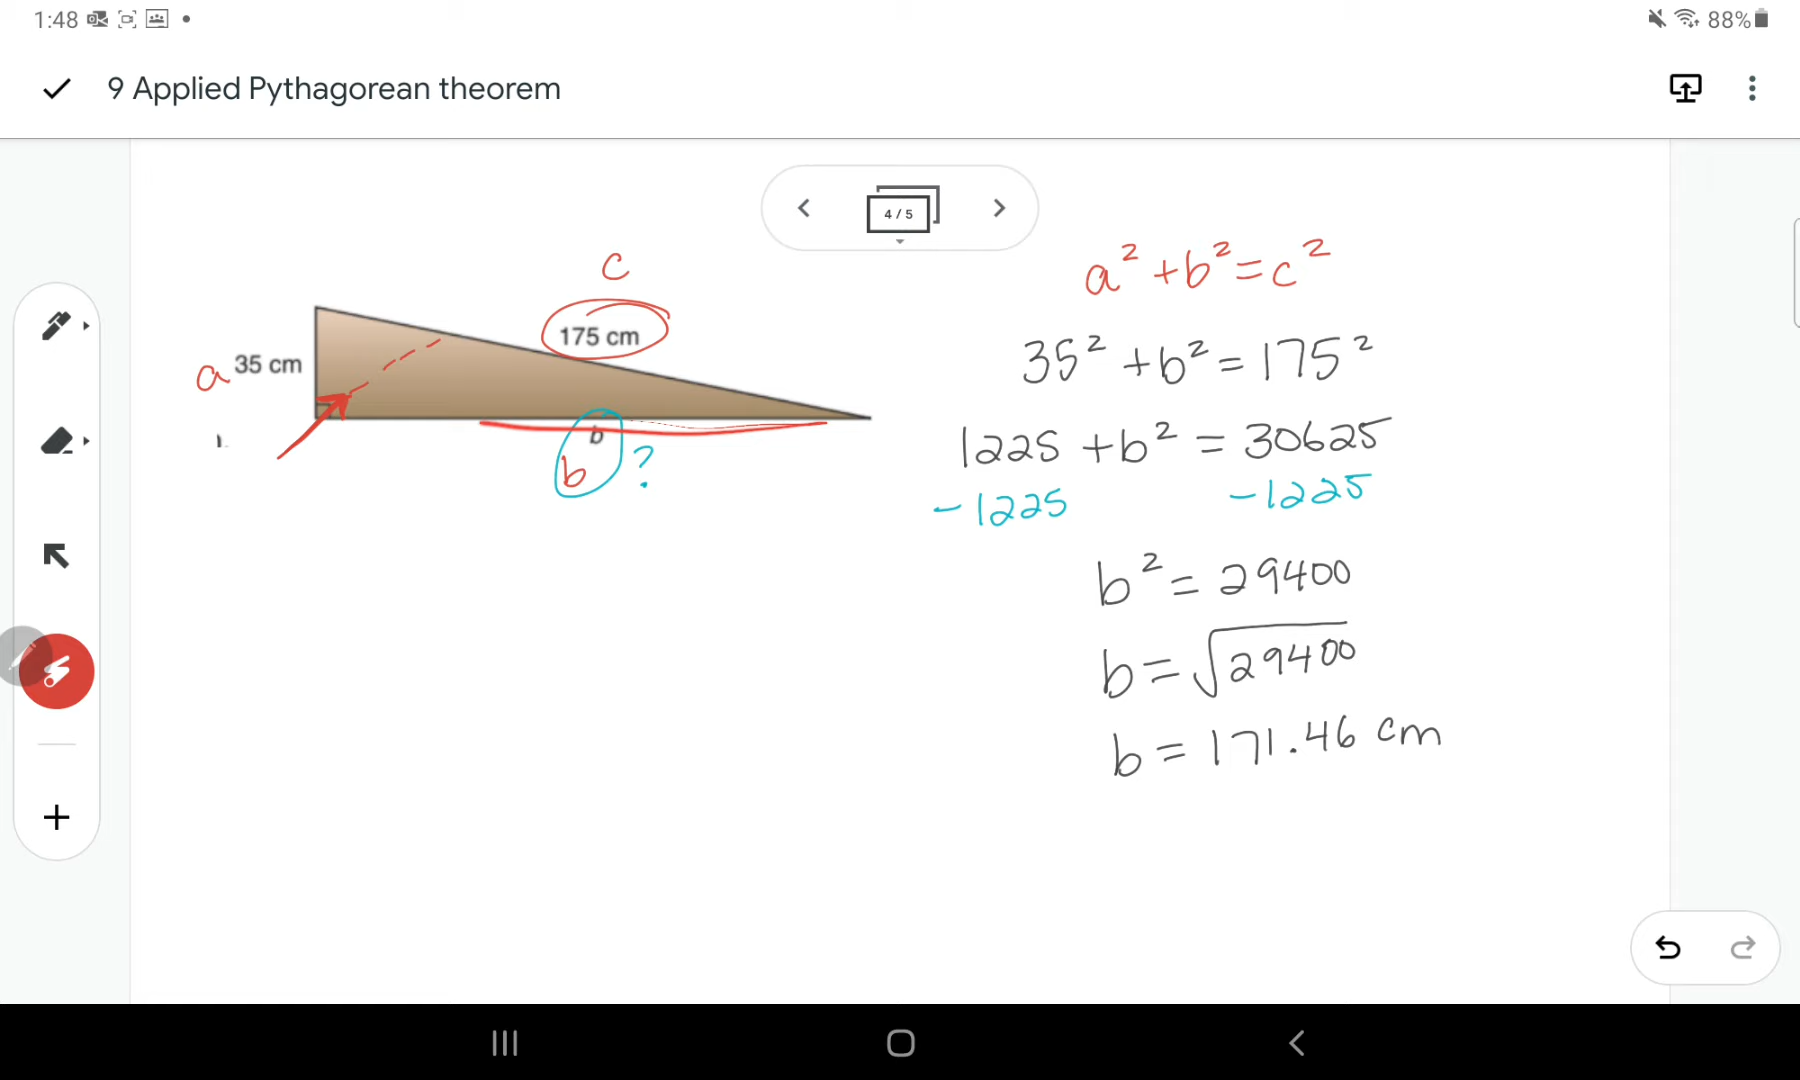 1:48
88%
9 Applied Pythagorean theorem
4 / 5
c
175 cm
a 35 cm
b
b ?
a² + b² = c²
35² + b² = 175²
1225 + b² = 30625
-1225 -1225
b² = 29400
b = √29400
b = 171.46 cm